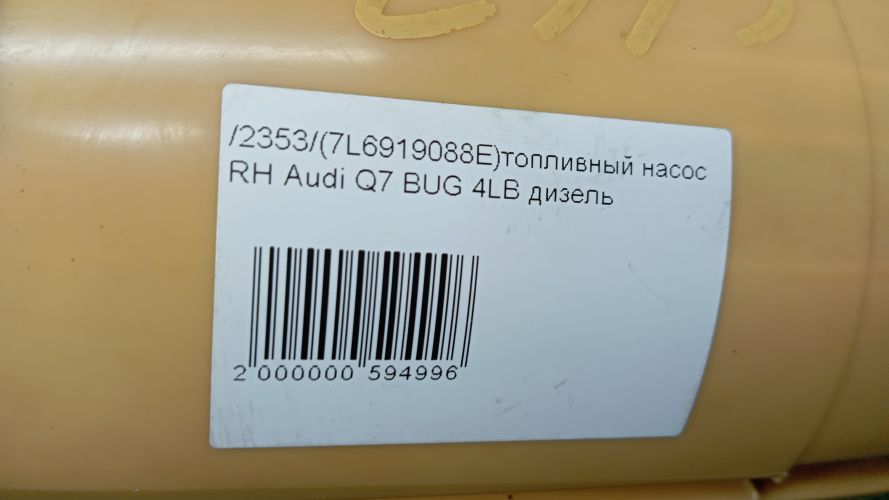 /2353/(7L6919088E)топливный насос
RH Audi Q7 BUG 4LB дизель
2 000000 594996